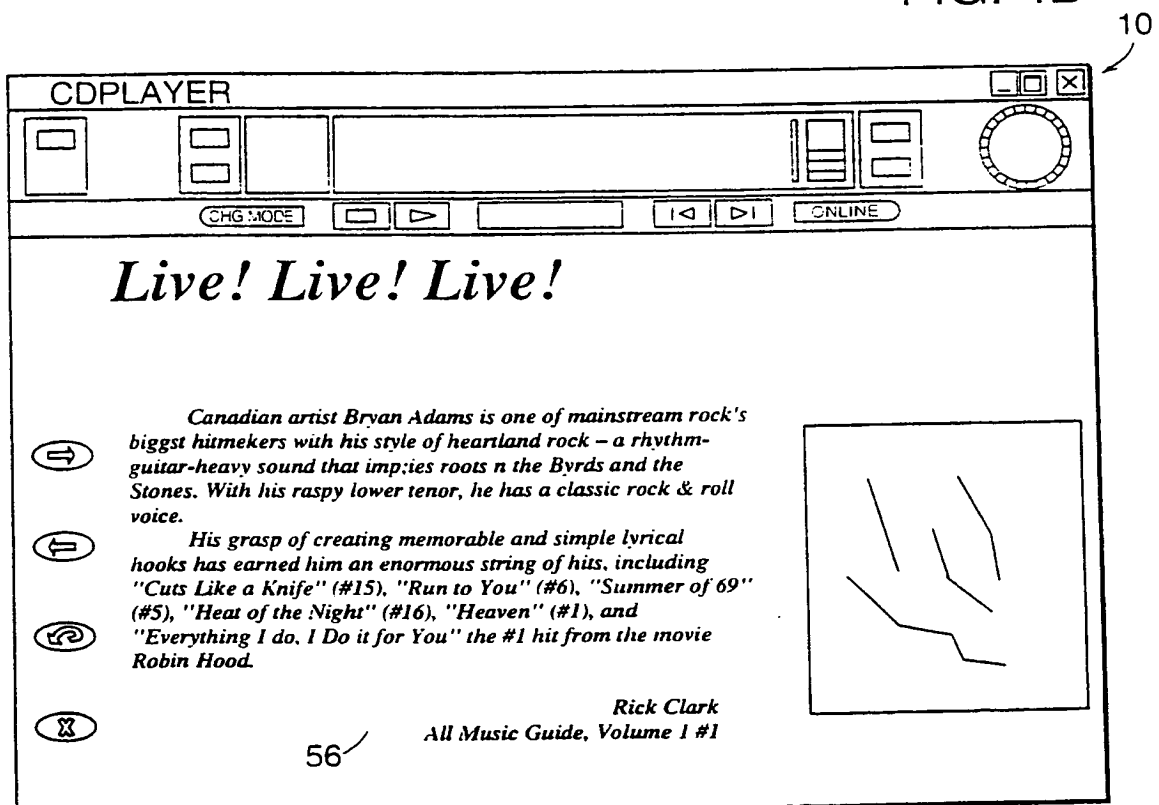 10
CDPLAYER
CHG MODE
ONLINE
Live! Live! Live!
Canadian artist Bryan Adams is one of mainstream rock's
biggst hitmekers with his style of heartland rock – a rhythm-
guitar-heavy sound that imp;ies roots n the Byrds and the
Stones. With his raspy lower tenor, he has a classic rock & roll
voice.
His grasp of creating memorable and simple lyrical
hooks has earned him an enormous string of hits, including
"Cuts Like a Knife" (#15), "Run to You" (#6), "Summer of 69"
(#5), "Heat of the Night" (#16), "Heaven" (#1), and
"Everything I do, I Do it for You" the #1 hit from the movie
Robin Hood.
Rick Clark
All Music Guide, Volume 1 #1
56